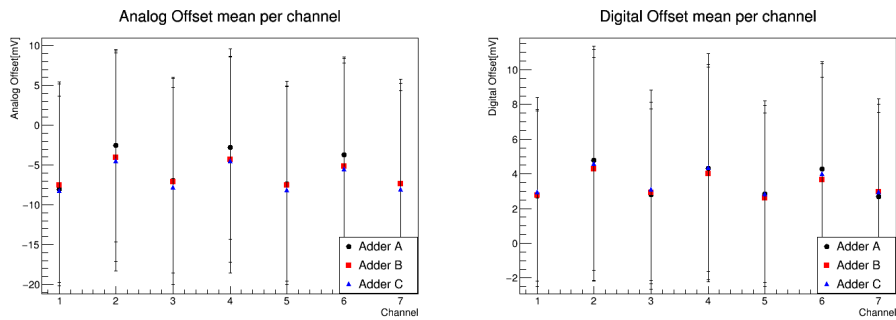 Analog Offset mean per channel
Analog Offset[mV]
10
5
0
−5
−10
−15
−20
Adder A
Adder B
Adder C
1 2 3 4 5 6 7
Channel
Digital Offset mean per channel
Digital Offset[mV]
10
8
6
4
2
0
−2
Adder A
Adder B
Adder C
1 2 3 4 5 6 7
Channel